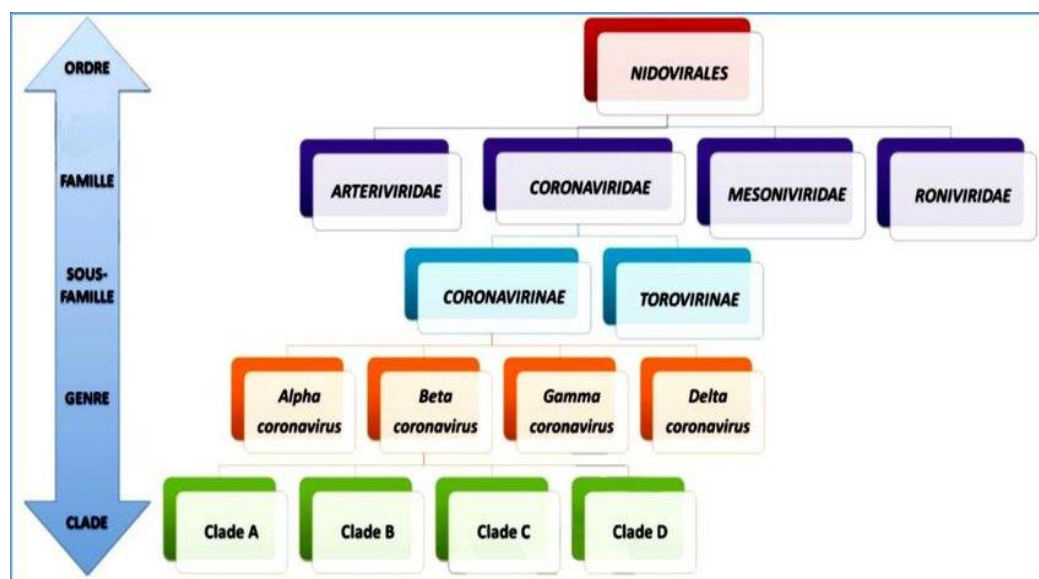 ORDRE
NIDOVIRALES
FAMILLE
ARTERIVIRIDAE
CORONAVIRIDAE
MESONIVIRIDAE
RONIVIRIDAE
SOUS-
FAMILLE
CORONAVIRINAE
TOROVIRINAE
GENRE
Alpha
coronavirus
Beta
coronavirus
Gamma
coronavirus
Delta
coronavirus
CLADE
Clade A
Clade B
Clade C
Clade D